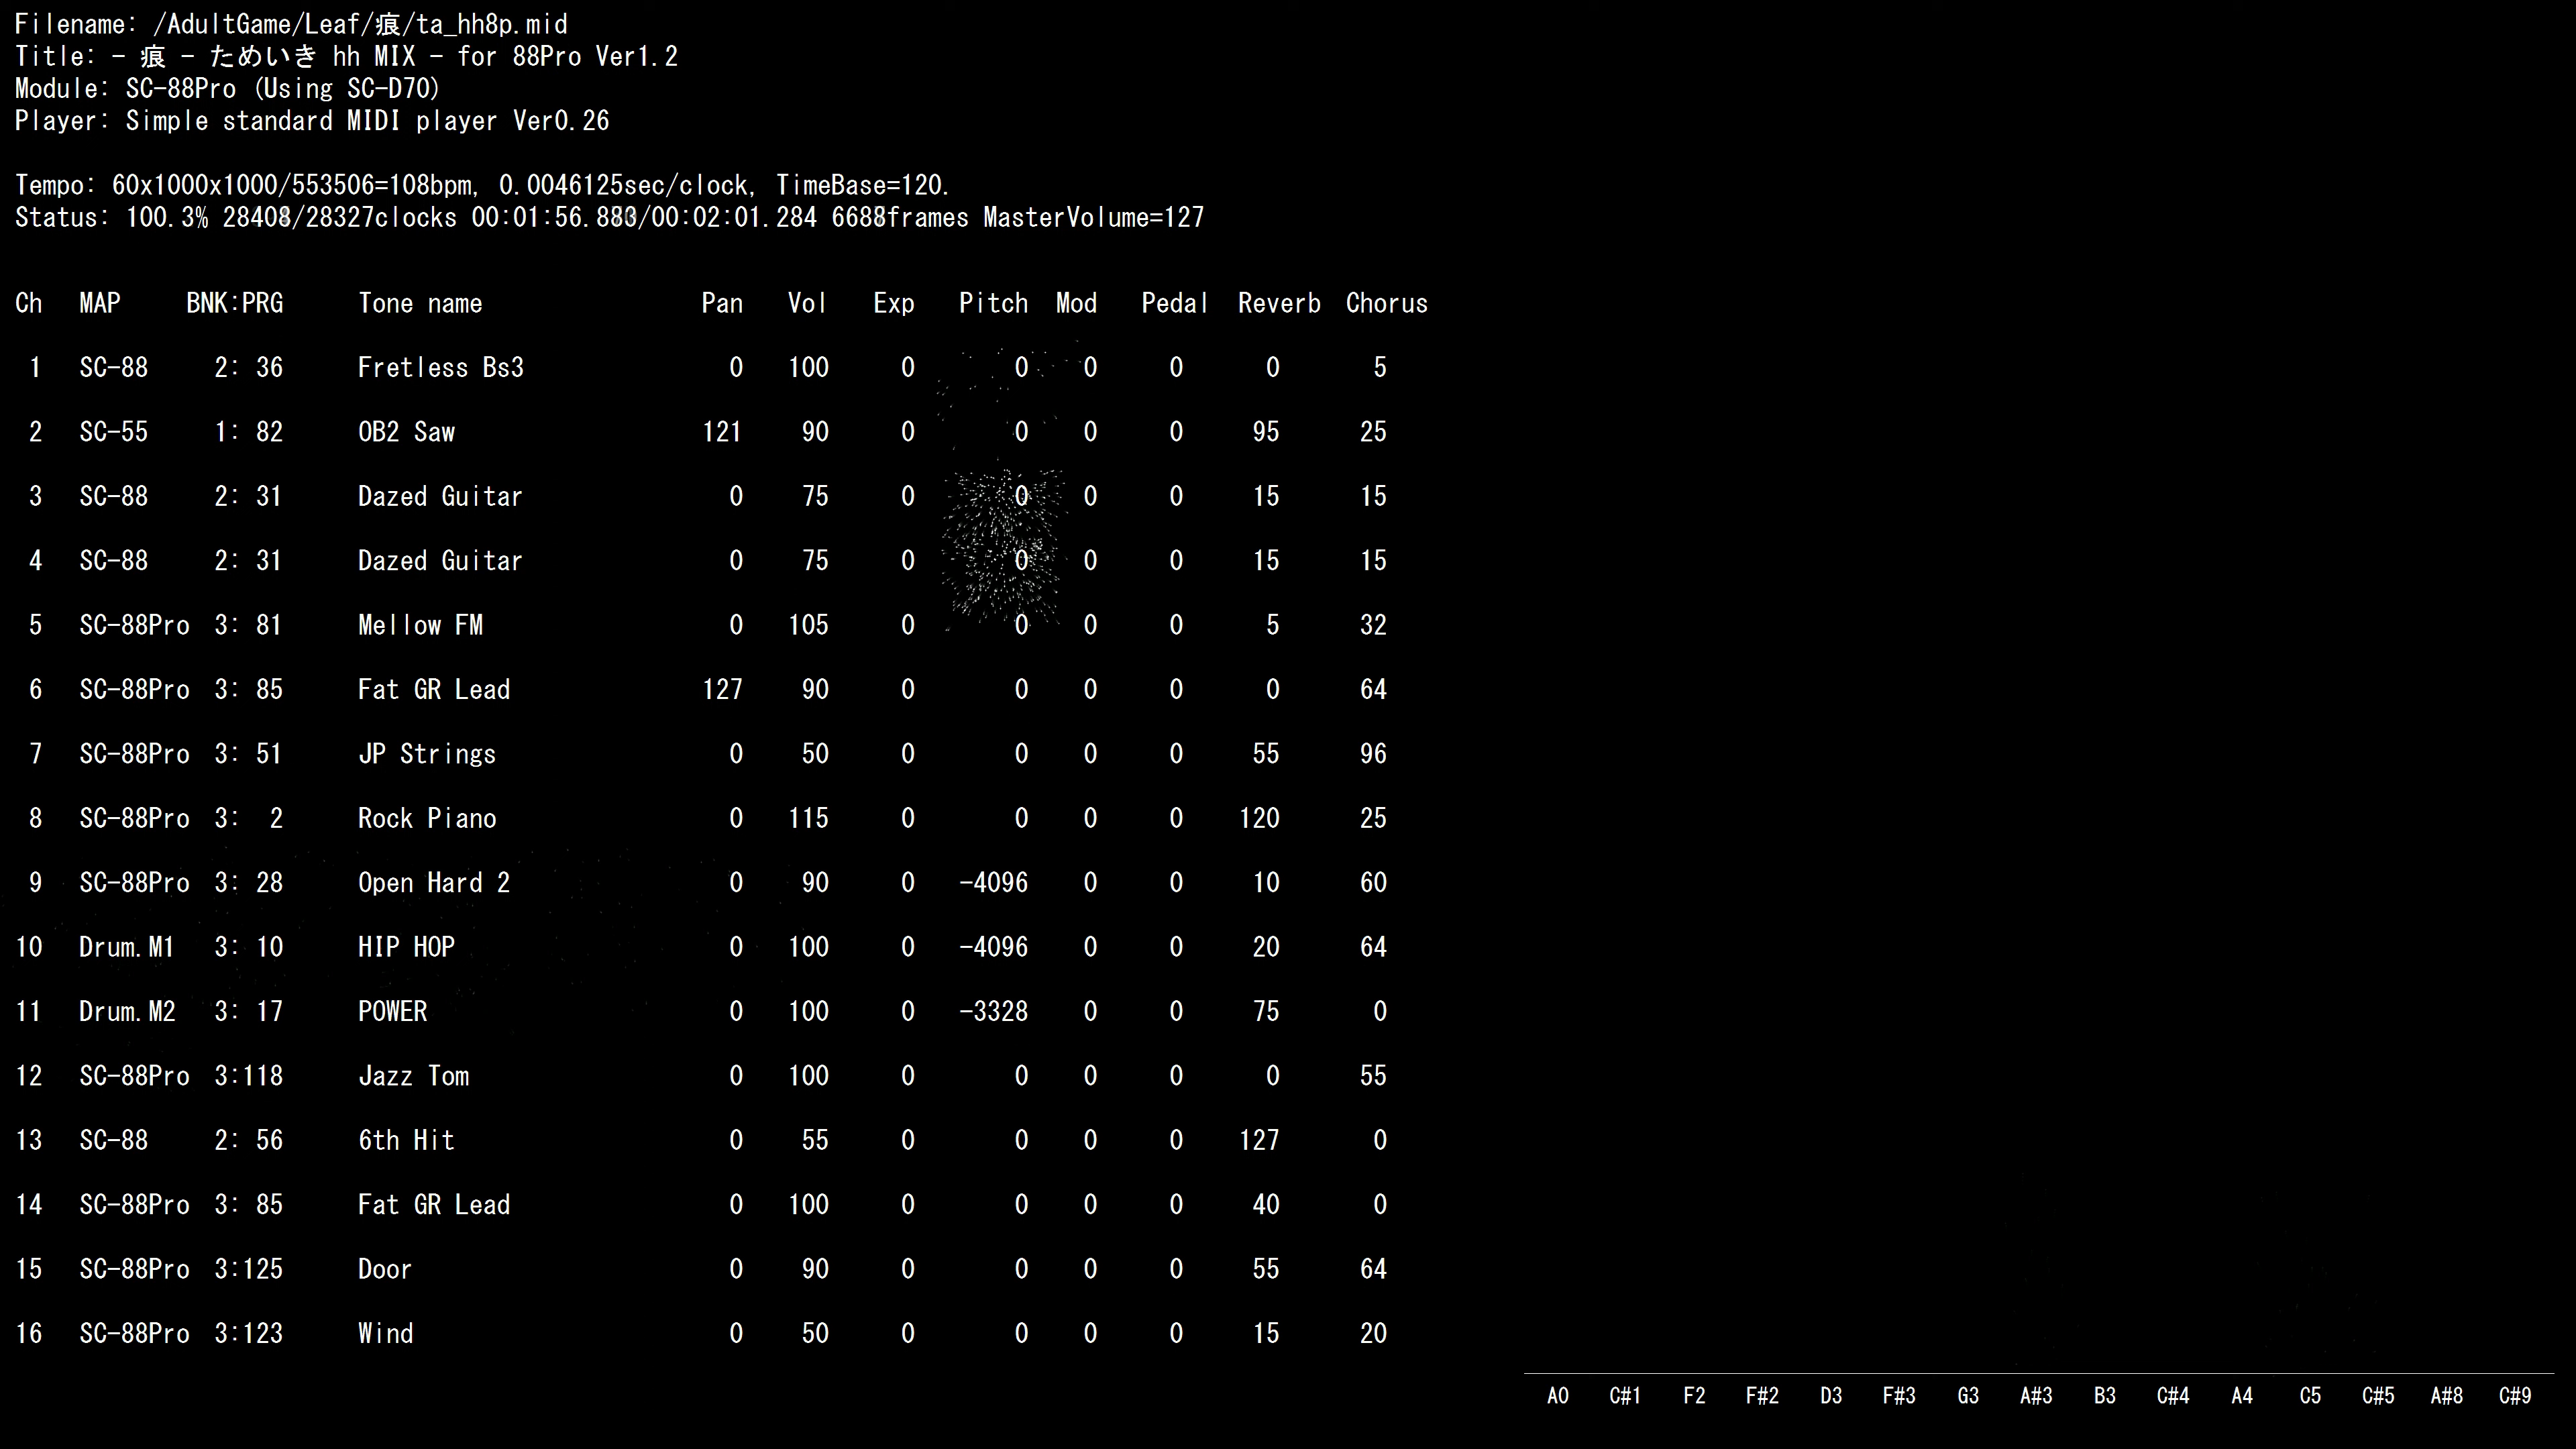 Filename: /AdultGame/Leaf/痕/ta_hh8p.mid
Title: - 痕 - ためいき hh MIX - for 88Pro Ver1.2
Module: SC-88Pro (Using SC-D70)
Player: Simple standard MIDI player Ver0.26
Tempo: 60x1000x1000/553506=108bpm, 0.0046125sec/clock, TimeBase=120.
Status: 100.3% /28327clocks /00:02:01.284 MasterVolume=127
Ch MAP BNK:PRG Tone name Pan Vol Exp Pitch Mod Pedal Reverb Chorus
1 SC-88 2: 36 Fretless Bs3 0 100 0 0 0 0 0 5
2 SC-55 1: 82 OB2 Saw 121 90 0 0 0 0 95 25
3 SC-88 2: 31 Dazed Guitar 0 75 0 0 0 0 15 15
4 SC-88 2: 31 Dazed Guitar 0 75 0 0 0 0 15 15
5 SC-88Pro 3: 81 Mellow FM 0 105 0 0 0 0 5 32
6 SC-88Pro 3: 85 Fat GR Lead 127 90 0 0 0 0 0 64
7 SC-88Pro 3: 51 JP Strings 0 50 0 0 0 0 55 96
8 SC-88Pro 3: 2 Rock Piano 0 115 0 0 0 0 120 25
9 SC-88Pro 3: 28 Open Hard 2 0 90 0 -4096 0 0 10 60
10 Drum.M1 3: 10 HIP HOP 0 100 0 -4096 0 0 20 64
11 Drum.M2 3: 17 POWER 0 100 0 -3328 0 0 75 0
12 SC-88Pro 3:118 Jazz Tom 0 100 0 0 0 0 0 55
13 SC-88 2: 56 6th Hit 0 55 0 0 0 0 127 0
14 SC-88Pro 3: 85 Fat GR Lead 0 100 0 0 0 0 40 0
15 SC-88Pro 3:125 Door 0 90 0 0 0 0 55 64
16 SC-88Pro 3:123 Wind 0 50 0 0 0 0 15 20
A0 C#1 F2 F#2 D3 F#3 G3 A#3 B3 C#4 A4 C5 C#5 A#8 C#9